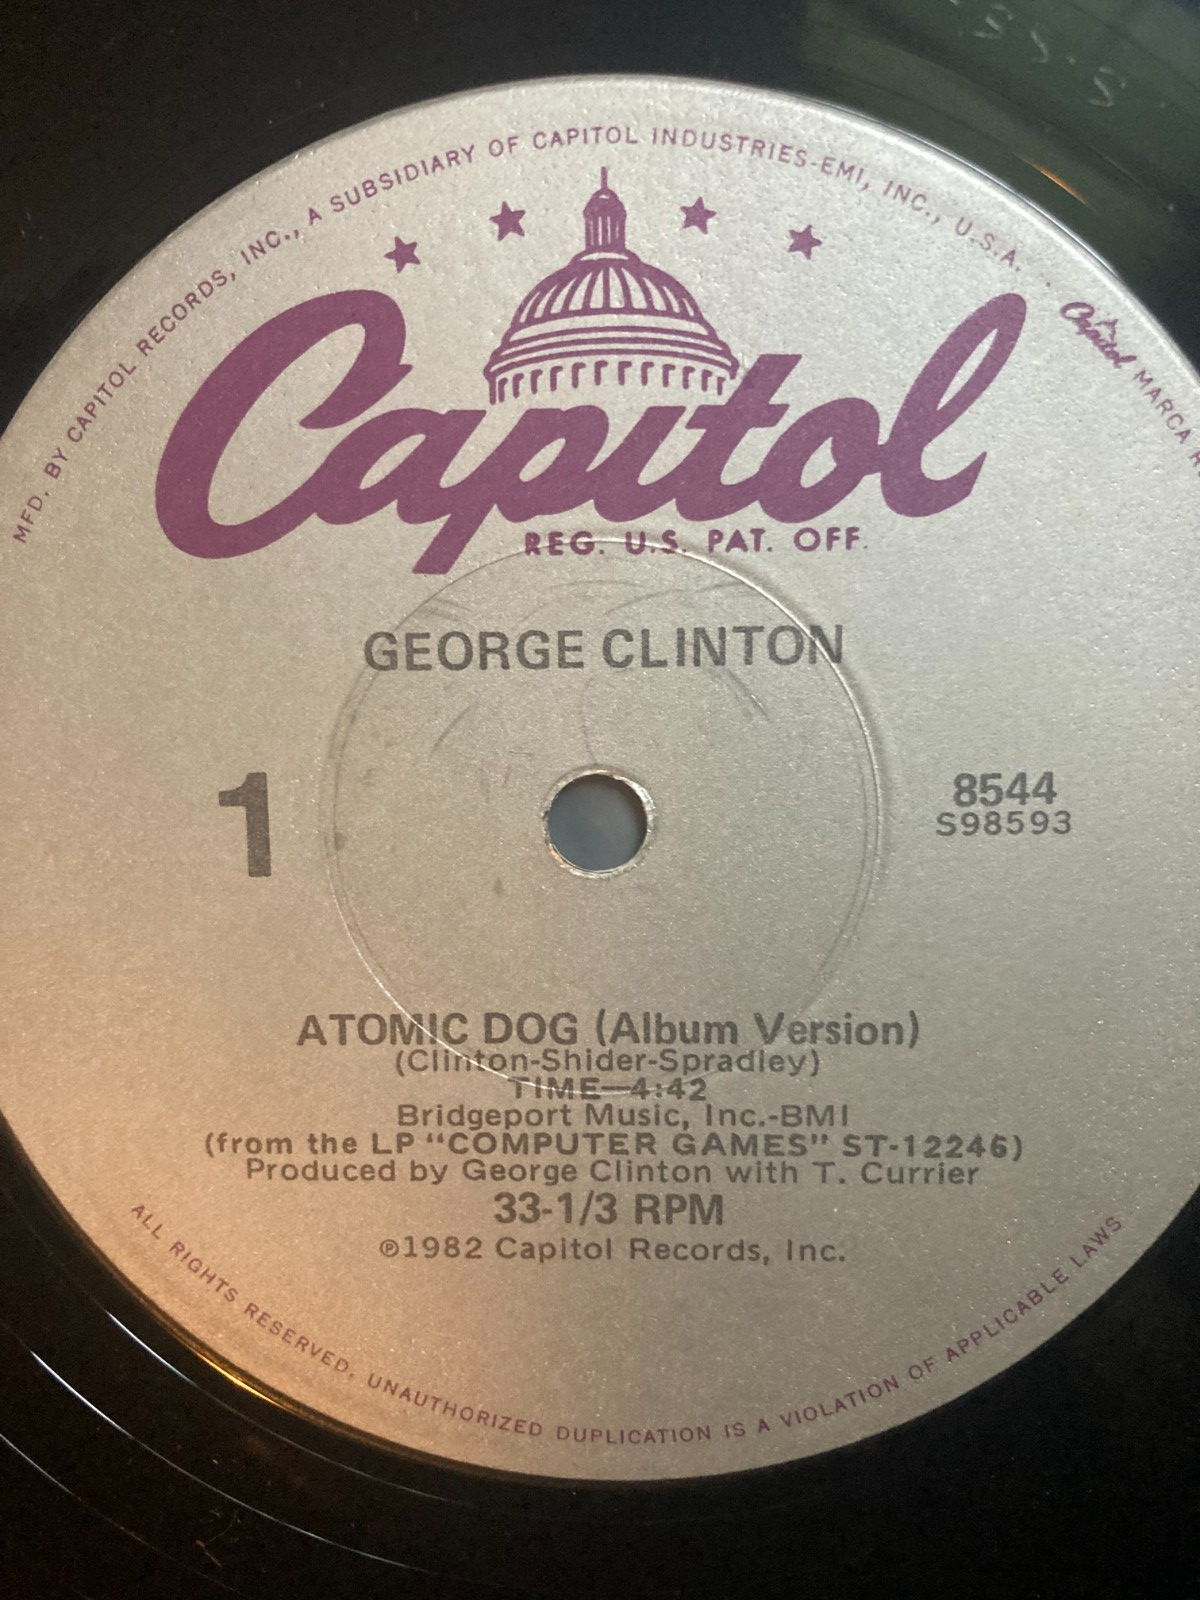 MFD. BY CAPITOL RECORDS, INC., A SUBSIDIARY OF CAPITOL INDUSTRIES-EMI, INC., U.S.A.
Capitol MARCA
Capitol
REG. U.S. PAT. OFF.
GEORGE CLINTON
1
8544
S98593
ATOMIC DOG (Album Version)
(Clinton-Shider-Spradley)
TIME—4:42
Bridgeport Music, Inc.-BMI
(from the LP "COMPUTER GAMES" ST-12246)
Produced by George Clinton with T. Currier
33-1/3 RPM
℗1982 Capitol Records, Inc.
ALL RIGHTS RESERVED. UNAUTHORIZED DUPLICATION IS A VIOLATION OF APPLICABLE LAWS